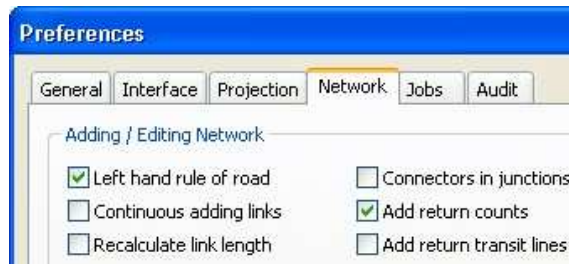 Preferences
General Interface Projection Network Jobs Audit
Adding / Editing Network
Left hand rule of road Connectors in junctions
Continuous adding links Add return counts
Recalculate link length Add return transit lines